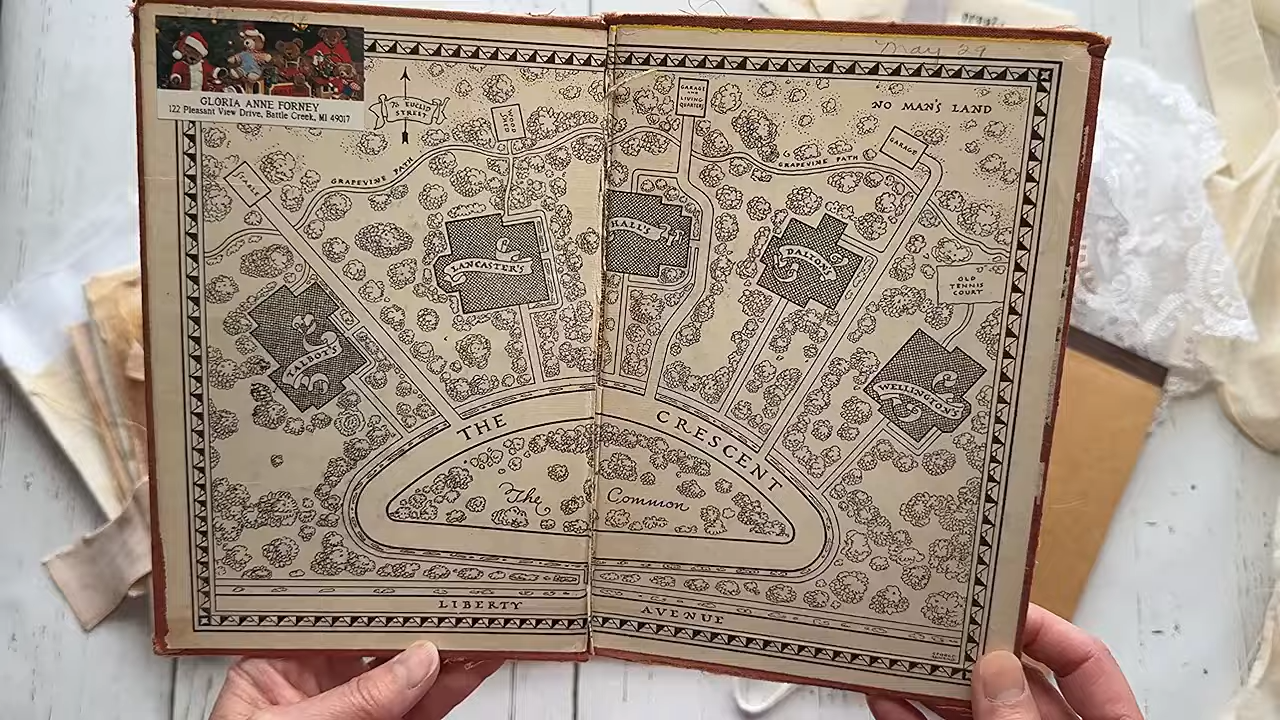 May 29
GLORIA ANNE FORNEY
122 Pleasant View Drive, Battle Creek, MI 49017
TO EUCLID
STREET
WOOD
SHED
GARAGE
AND
LIVING
QUARTERS
NO MAN'S LAND
GARAGE
GRAPEVINE PATH
GRAPEVINE PATH
HALL'S
LANCASTER'S
DALTON'S
OLD
TENNIS
COURT
TALBOT'S
WELLINGTON'S
THE CRESCENT
The Common
LIBERTY AVENUE